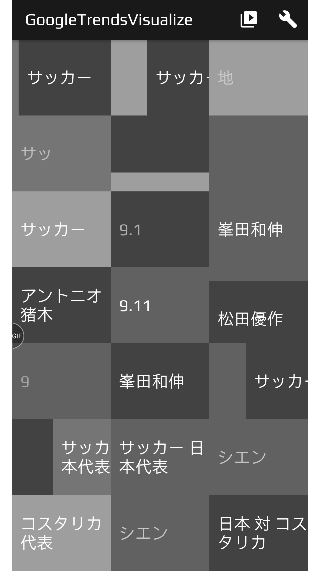 GoogleTrendsVisualize
サッカー
サッカー
地
サッ
サッカー
9.1
峯田和伸
アントニオ
猪木
9.11
松田優作
9
峯田和伸
サッカー
サッカ
本代表
サッカー 日
本代表
シエン
コスタリカ
代表
シエン
日本 対 コス
タリカ